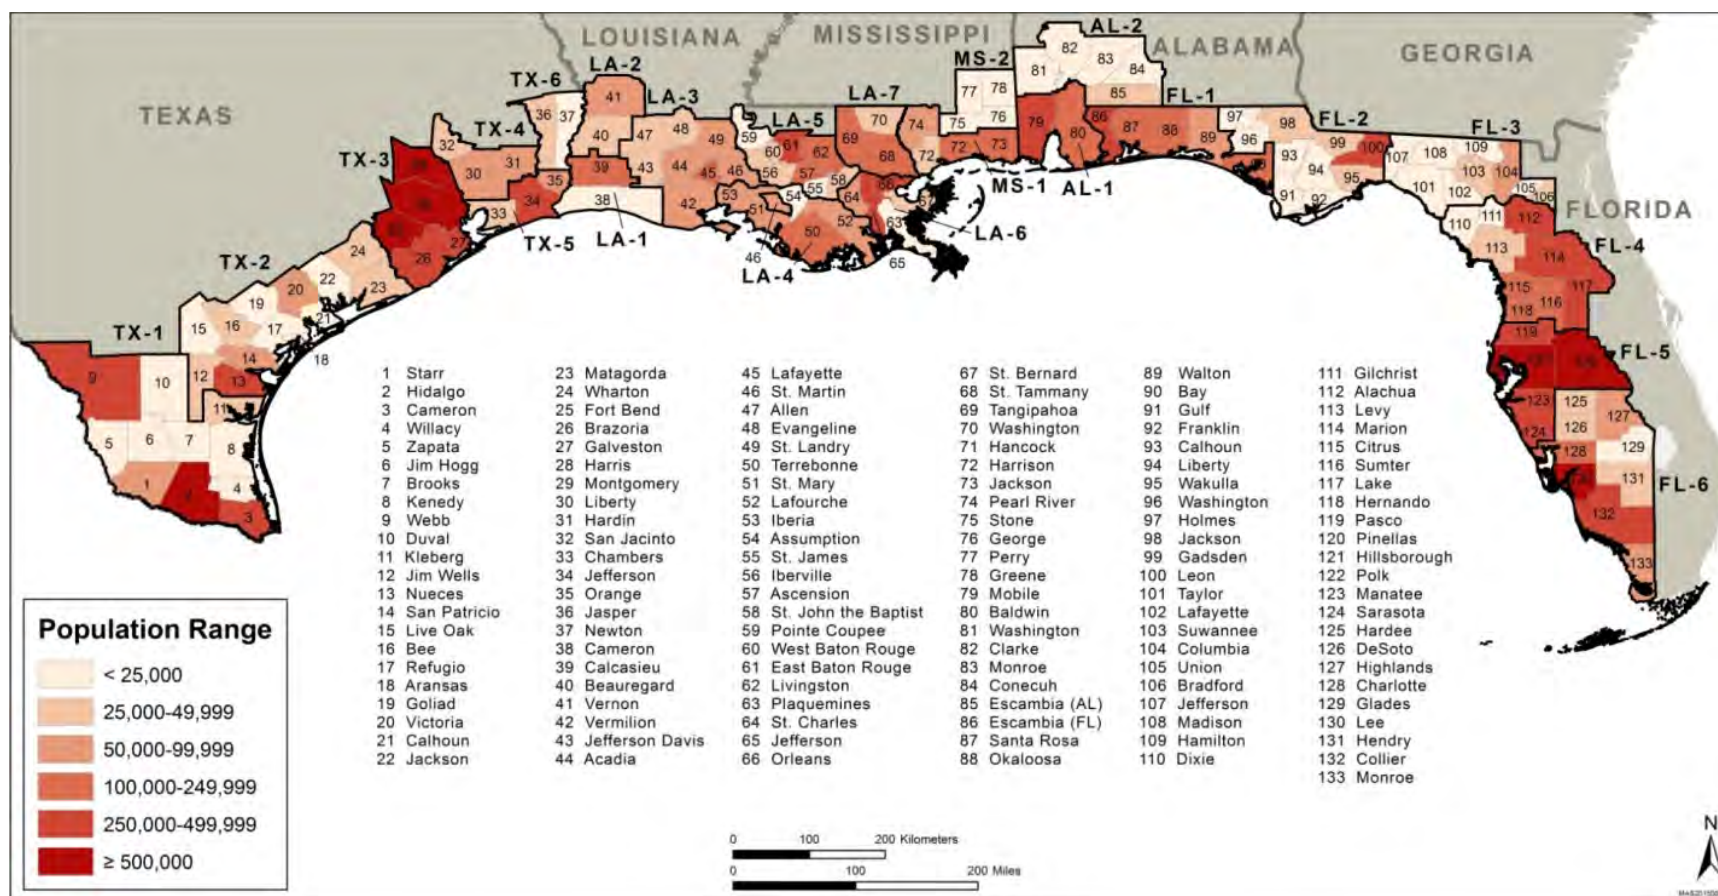 LOUISIANA
MISSISSIPPI
ALABAMA
GEORGIA
TEXAS
FLORIDA
AL-2
MS-2
LA-2
TX-6
LA-3
LA-7
FL-1
LA-5
FL-2
FL-3
TX-4
TX-3
MS-1
AL-1
TX-5
LA-1
LA-6
LA-4
TX-2
FL-4
TX-1
FL-5
FL-6
1 Starr
2 Hidalgo
3 Cameron
4 Willacy
5 Zapata
6 Jim Hogg
7 Brooks
8 Kenedy
9 Webb
10 Duval
11 Kleberg
12 Jim Wells
13 Nueces
14 San Patricio
15 Live Oak
16 Bee
17 Refugio
18 Aransas
19 Goliad
20 Victoria
21 Calhoun
22 Jackson
23 Matagorda
24 Wharton
25 Fort Bend
26 Brazoria
27 Galveston
28 Harris
29 Montgomery
30 Liberty
31 Hardin
32 San Jacinto
33 Chambers
34 Jefferson
35 Orange
36 Jasper
37 Newton
38 Cameron
39 Calcasieu
40 Beauregard
41 Vernon
42 Vermilion
43 Jefferson Davis
44 Acadia
45 Lafayette
46 St. Martin
47 Allen
48 Evangeline
49 St. Landry
50 Terrebonne
51 St. Mary
52 Lafourche
53 Iberia
54 Assumption
55 St. James
56 Iberville
57 Ascension
58 St. John the Baptist
59 Pointe Coupee
60 West Baton Rouge
61 East Baton Rouge
62 Livingston
63 Plaquemines
64 St. Charles
65 Jefferson
66 Orleans
67 St. Bernard
68 St. Tammany
69 Tangipahoa
70 Washington
71 Hancock
72 Harrison
73 Jackson
74 Pearl River
75 Stone
76 George
77 Perry
78 Greene
79 Mobile
80 Baldwin
81 Washington
82 Clarke
83 Monroe
84 Conecuh
85 Escambia (AL)
86 Escambia (FL)
87 Santa Rosa
88 Okaloosa
89 Walton
90 Bay
91 Gulf
92 Franklin
93 Calhoun
94 Liberty
95 Wakulla
96 Washington
97 Holmes
98 Jackson
99 Gadsden
100 Leon
101 Taylor
102 Lafayette
103 Suwannee
104 Columbia
105 Union
106 Bradford
107 Jefferson
108 Madison
109 Hamilton
110 Dixie
111 Gilchrist
112 Alachua
113 Levy
114 Marion
115 Citrus
116 Sumter
117 Lake
118 Hernando
119 Pasco
120 Pinellas
121 Hillsborough
122 Polk
123 Manatee
124 Sarasota
125 Hardee
126 DeSoto
127 Highlands
128 Charlotte
129 Glades
130 Lee
131 Hendry
132 Collier
133 Monroe
Population Range
< 25,000
25,000-49,999
50,000-99,999
100,000-249,999
250,000-499,999
≥ 500,000
0 100 200 Kilometers
0 100 200 Miles
N